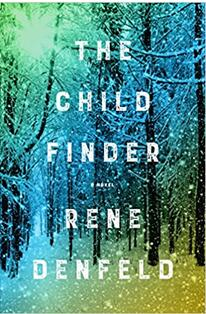 THE
CHILD
FINDER
A NOVEL
RENE
DENFELD